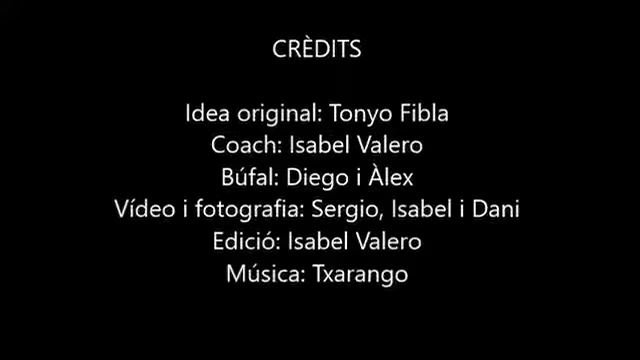 CRÈDITS
Idea original: Tonyo Fibla
Coach: Isabel Valero
Búfal: Diego i Àlex
Vídeo i fotografia: Sergio, Isabel i Dani
Edició: Isabel Valero
Música: Txarango